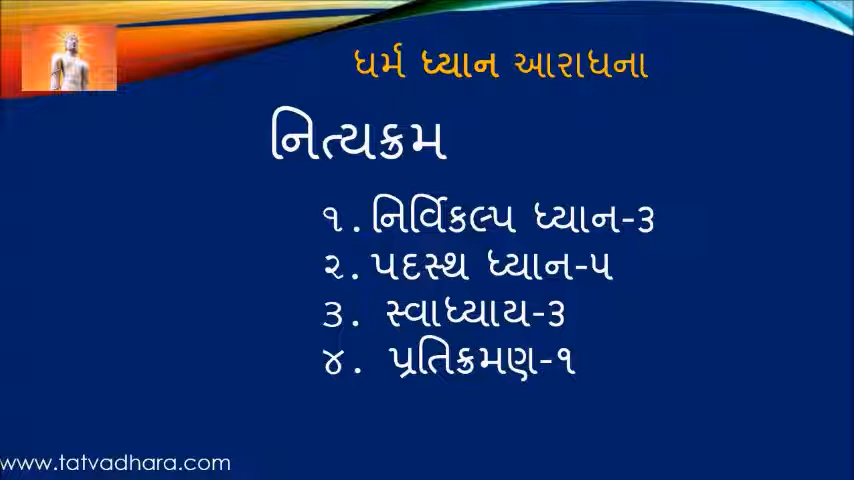 ધર્મ ધ્યાન આરાધના
નિત્યક્રમ
૧. નિર્વિકલ્પ ધ્યાન-૩
૨. પદસ્થ ધ્યાન-૫
૩. સ્વાધ્યાય-૩
૪. પ્રતિક્રમણ-૧
www.tatvadhara.com